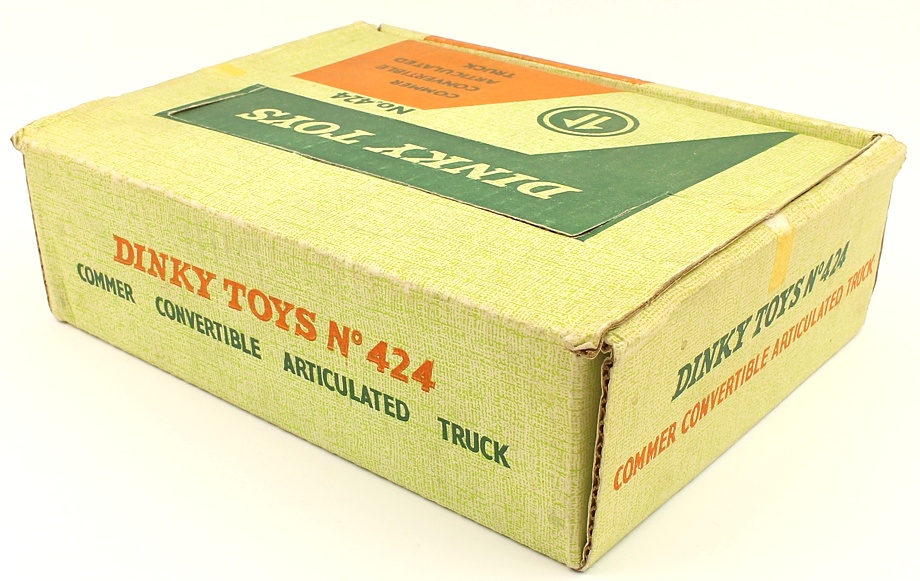 COMMER
CONVERTIBLE
ARTICULATED
TRUCK
No. 424
DINKY TOYS
DINKY TOYS Nº 424
COMMER CONVERTIBLE ARTICULATED TRUCK
DINKY TOYS Nº 424
COMMER CONVERTIBLE ARTICULATED TRUCK